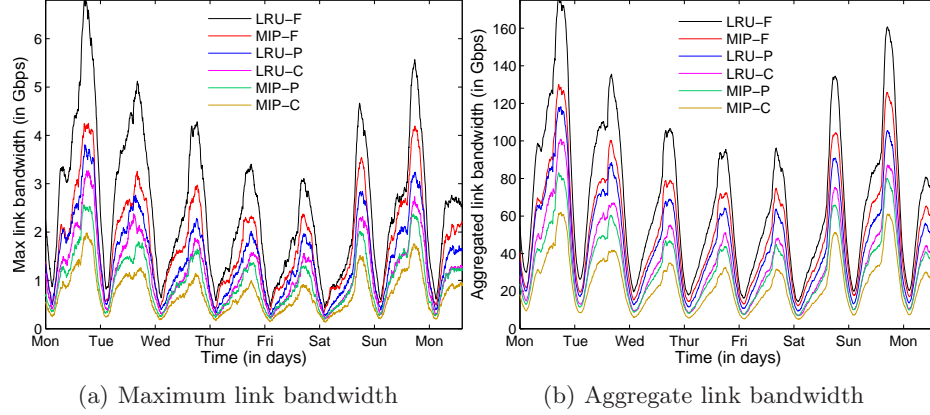 Max link bandwidth (in Gbps)
6
5
4
3
2
1
0
LRU−F
MIP−F
LRU−P
LRU−C
MIP−P
MIP−C
Mon Tue Wed Thur Fri Sat Sun Mon
Time (in days)
(a) Maximum link bandwidth
Aggregated link bandwidth (in Gbps)
160
140
120
100
80
60
40
20
0
LRU−F
MIP−F
LRU−P
LRU−C
MIP−P
MIP−C
Mon Tue Wed Thur Fri Sat Sun Mon
Time (in days)
(b) Aggregate link bandwidth